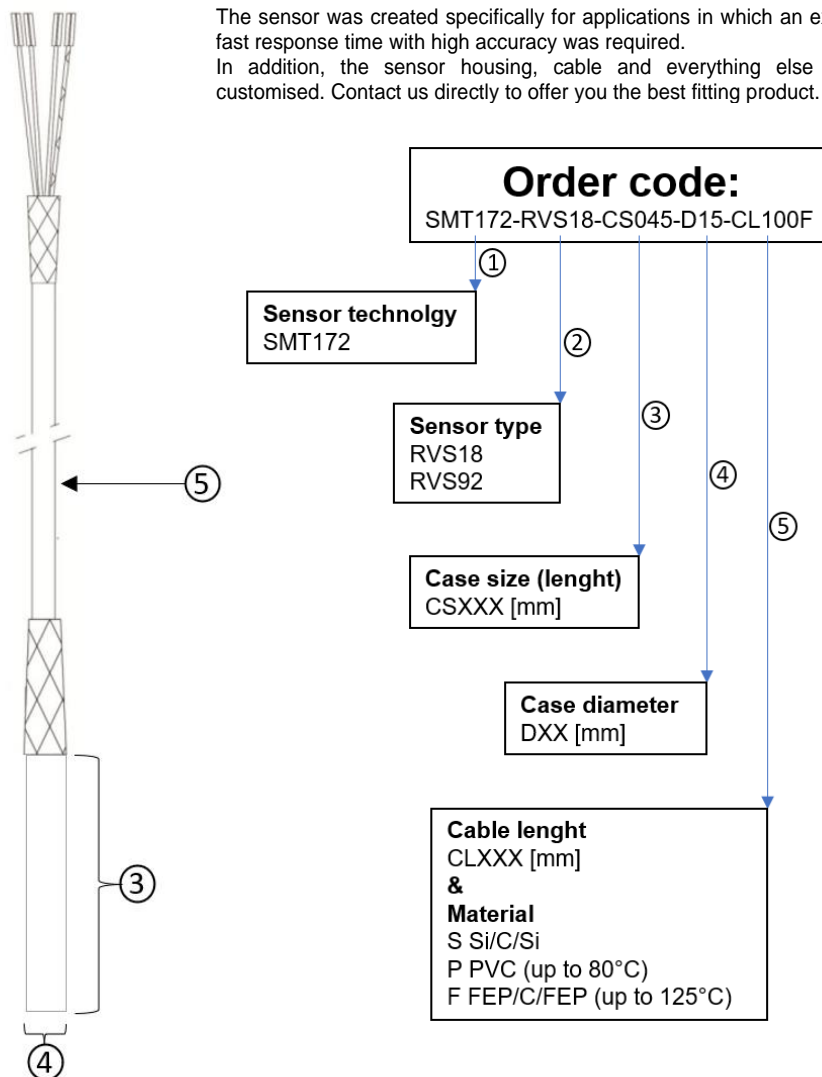 The sensor was created specifically for applications in which an
fast response time with high accuracy was required.
In addition, the sensor housing, cable and everything else
customised. Contact us directly to offer you the best fitting product.
Order code:
SMT172-RVS18-CS045-D15-CL100F
①
Sensor technolgy
SMT172
②
Sensor type
RVS18
RVS92
③
④
⑤
⑤
Case size (lenght)
CSXXX [mm]
Case diameter
DXX [mm]
Cable lenght
CLXXX [mm]
&
Material
S Si/C/Si
P PVC (up to 80°C)
F FEP/C/FEP (up to 125°C)
③
④